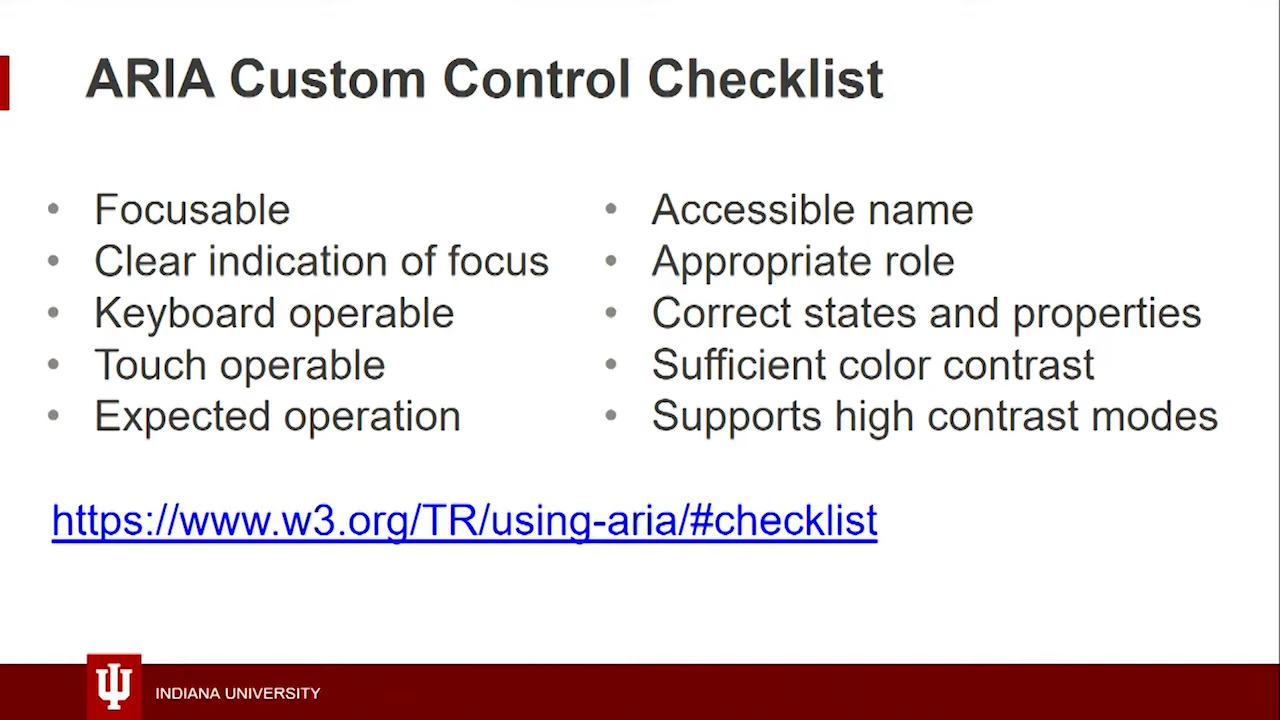 ARIA Custom Control Checklist
• Focusable
• Clear indication of focus
• Keyboard operable
• Touch operable
• Expected operation
• Accessible name
• Appropriate role
• Correct states and properties
• Sufficient color contrast
• Supports high contrast modes
https://www.w3.org/TR/using-aria/#checklist
INDIANA UNIVERSITY